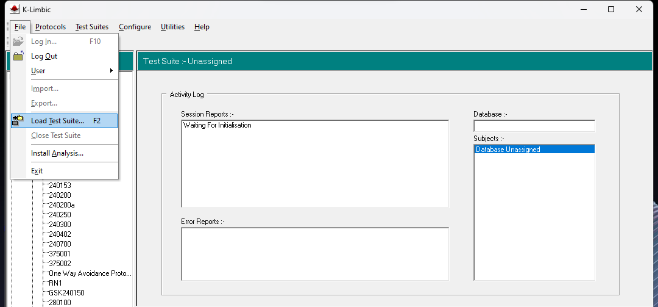 K-Limbic
File Protocols Test Suites Configure Utilities Help
Log In... F10
Log Out
User
Import...
Export...
Load Test Suite... F2
Close Test Suite
Install Analysis...
Exit
240153
240200
240200a
240250
240300
240402
240700
375001
375002
One Way Avoidance Proto...
RN1
GSK240150
280100
Test Suite :- Unassigned
Activity Log
Session Reports :-
Waiting For Initialisation
Error Reports :-
Database :-
Subjects :-
Database Unassigned